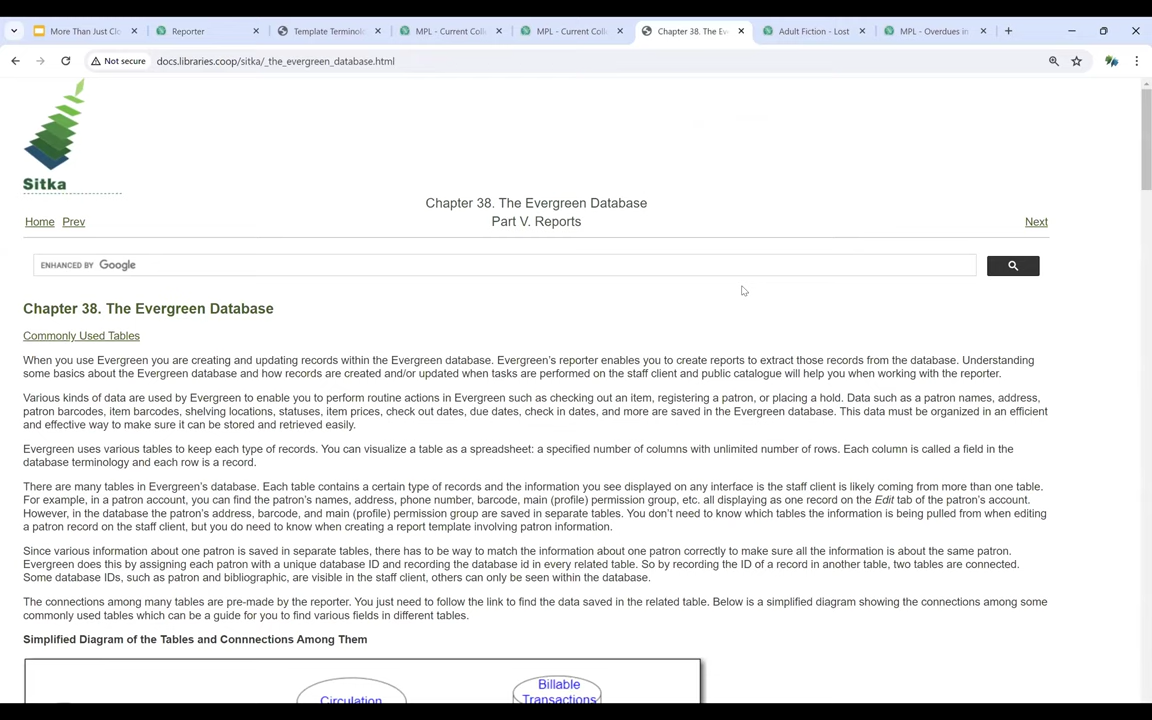 More Than Just Clo
Reporter
Template Terminolo
MPL - Current Coll
MPL - Current Coll
Chapter 38. The Eve
Adult Fiction - Lost
MPL - Overdues in
Not secure
docs.libraries.coop/sitka/_the_evergreen_database.html
Sitka
Chapter 38. The Evergreen Database
Part V. Reports
Home Prev
Next
ENHANCED BY Google
Chapter 38. The Evergreen Database
Commonly Used Tables
When you use Evergreen you are creating and updating records within the Evergreen database. Evergreen's reporter enables you to create reports to extract those records from the database. Understanding
some basics about the Evergreen database and how records are created and/or updated when tasks are performed on the staff client and public catalogue will help you when working with the reporter.
Various kinds of data are used by Evergreen to enable you to perform routine actions in Evergreen such as checking out an item, registering a patron, or placing a hold. Data such as a patron names, address,
patron barcodes, item barcodes, shelving locations, statuses, item prices, check out dates, due dates, check in dates, and more are saved in the Evergreen database. This data must be organized in an efficient
and effective way to make sure it can be stored and retrieved easily.
Evergreen uses various tables to keep each type of records. You can visualize a table as a spreadsheet: a specified number of columns with unlimited number of rows. Each column is called a field in the
database terminology and each row is a record.
There are many tables in Evergreen's database. Each table contains a certain type of records and the information you see displayed on any interface is the staff client is likely coming from more than one table.
For example, in a patron account, you can find the patron's names, address, phone number, barcode, main (profile) permission group, etc. all displaying as one record on the Edit tab of the patron's account.
However, in the database the patron's address, barcode, and main (profile) permission group are saved in separate tables. You don't need to know which tables the information is being pulled from when editing
a patron record on the staff client, but you do need to know when creating a report template involving patron information.
Since various information about one patron is saved in separate tables, there has to be way to match the information about one patron correctly to make sure all the information is about the same patron.
Evergreen does this by assigning each patron with a unique database ID and recording the database id in every related table. So by recording the ID of a record in another table, two tables are connected.
Some database IDs, such as patron and bibliographic, are visible in the staff client, others can only be seen within the database.
The connections among many tables are pre-made by the reporter. You just need to follow the link to find the data saved in the related table. Below is a simplified diagram showing the connections among some
commonly used tables which can be a guide for you to find various fields in different tables.
Simplified Diagram of the Tables and Connnections Among Them
Circulation
Billable
Transactions